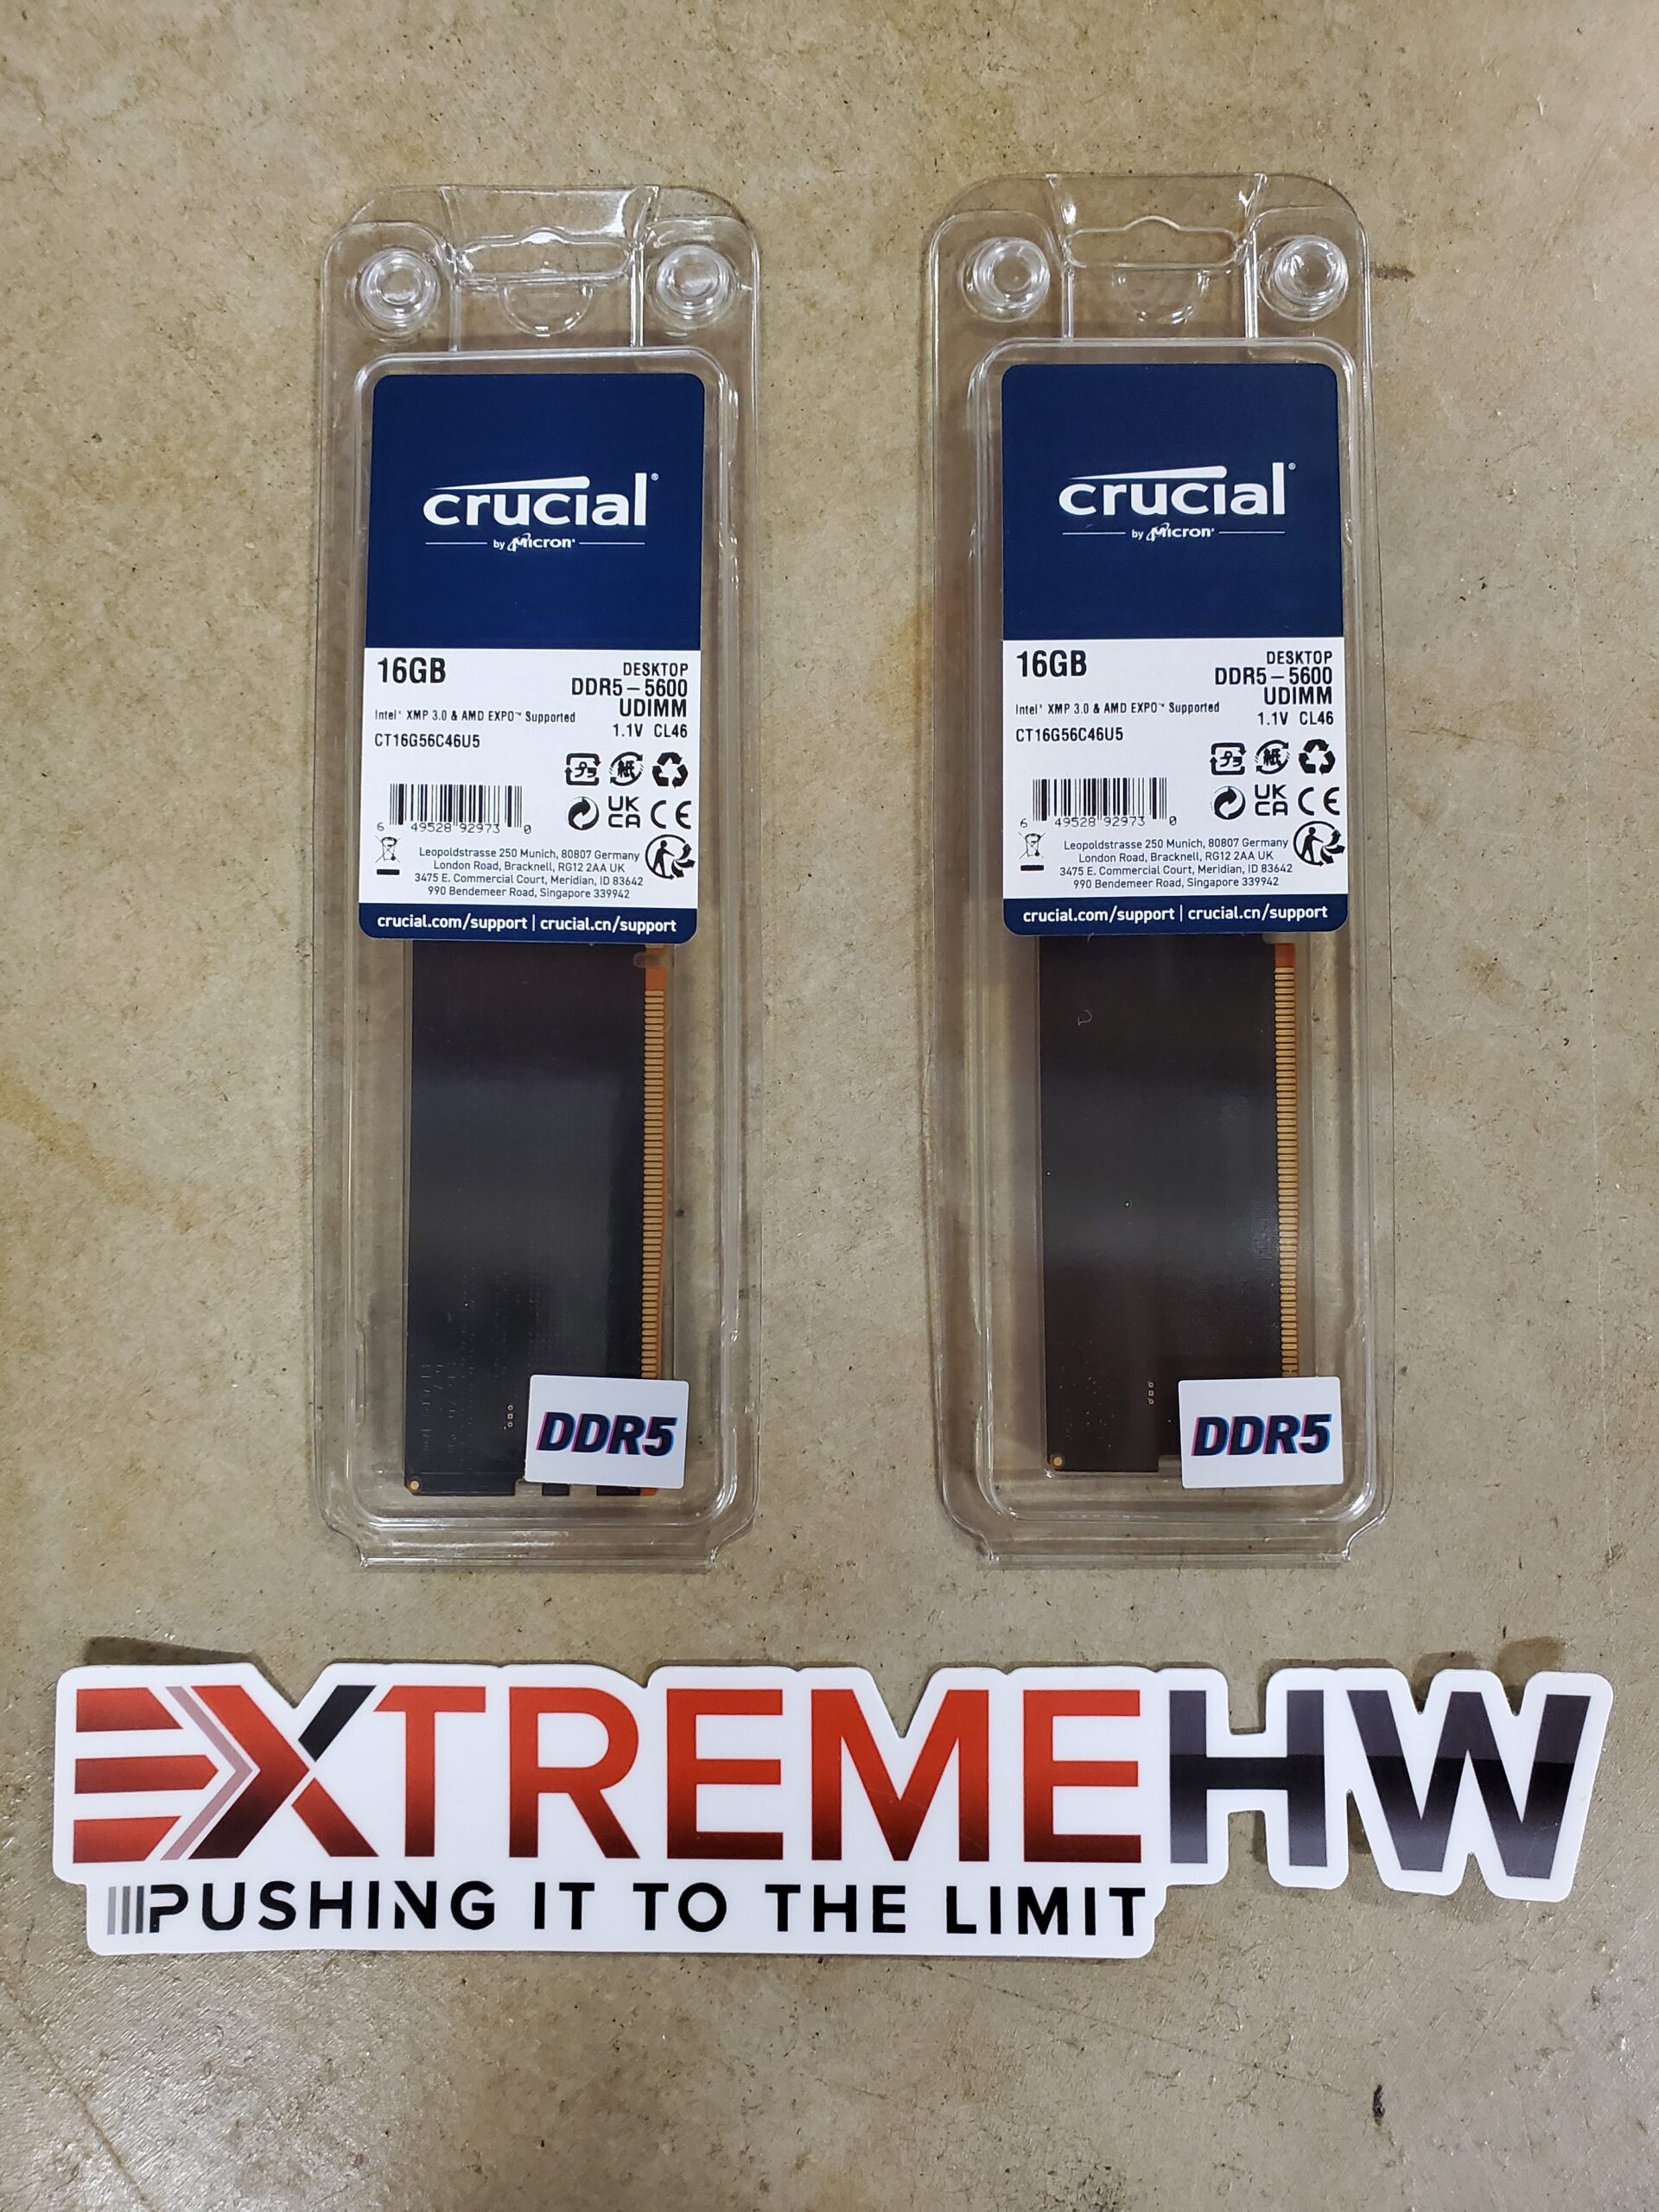 crucial®
by Micron®
16GB
DESKTOP
DDR5-5600
UDIMM
Intel® XMP 3.0 & AMD EXPO™ Supported
1.1V CL46
CT16G56C46U5
紙
UK
CA
CE
6 49528 92973 0
Leopoldstrasse 250 Munich, 80807 Germany
London Road, Bracknell, RG12 2AA UK
3475 E. Commercial Court, Meridian, ID 83642
990 Bendemeer Road, Singapore 339942
crucial.com/support | crucial.cn/support
DDR5
crucial®
by Micron®
16GB
DESKTOP
DDR5-5600
UDIMM
Intel® XMP 3.0 & AMD EXPO™ Supported
1.1V CL46
CT16G56C46U5
紙
UK
CA
CE
6 49528 92973 0
Leopoldstrasse 250 Munich, 80807 Germany
London Road, Bracknell, RG12 2AA UK
3475 E. Commercial Court, Meridian, ID 83642
990 Bendemeer Road, Singapore 339942
crucial.com/support | crucial.cn/support
DDR5
EXTREMEHW
PUSHING IT TO THE LIMIT